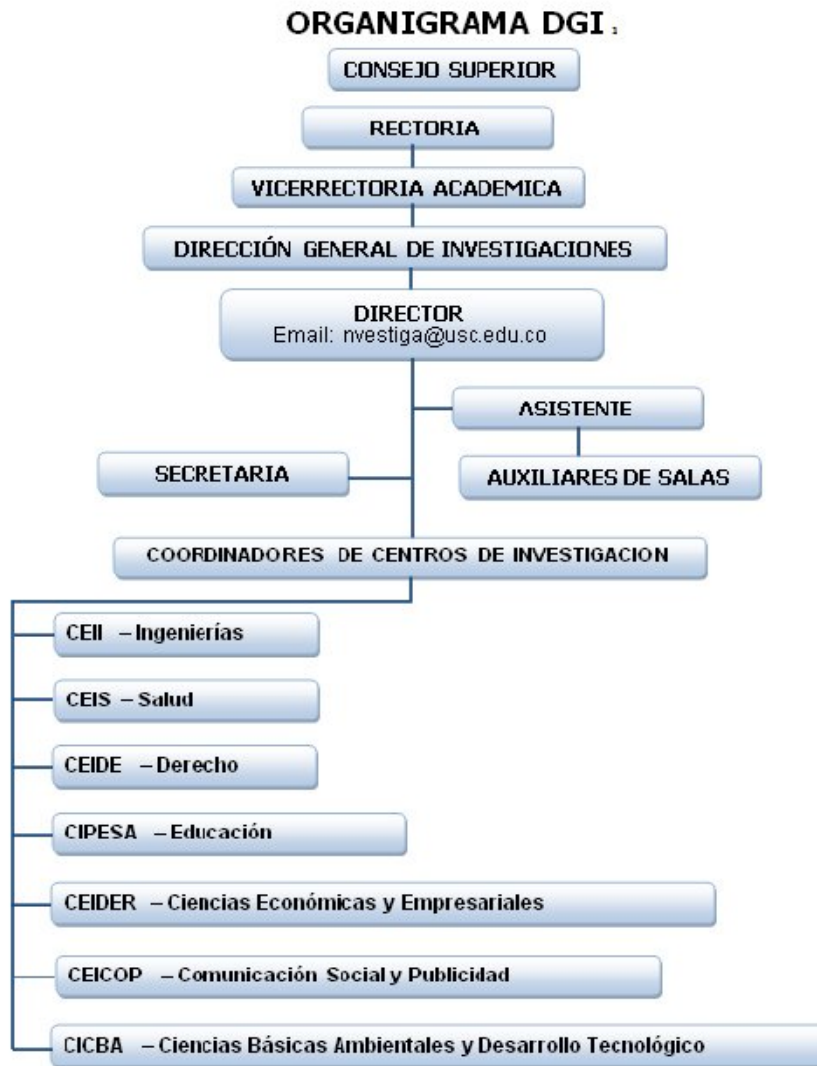 ORGANIGRAMA DGI 1
CONSEJO SUPERIOR
RECTORIA
VICERRECTORIA ACADEMICA
DIRECCIÓN GENERAL DE INVESTIGACIONES
DIRECTOR
Email: nvestiga@usc.edu.co
ASISTENTE
SECRETARIA
AUXILIARES DE SALAS
COORDINADORES DE CENTROS DE INVESTIGACION
CEII – Ingenierías
CEIS – Salud
CEIDE – Derecho
CIPESA – Educación
CEIDER – Ciencias Económicas y Empresariales
CEICOP – Comunicación Social y Publicidad
CICBA – Ciencias Básicas Ambientales y Desarrollo Tecnológico